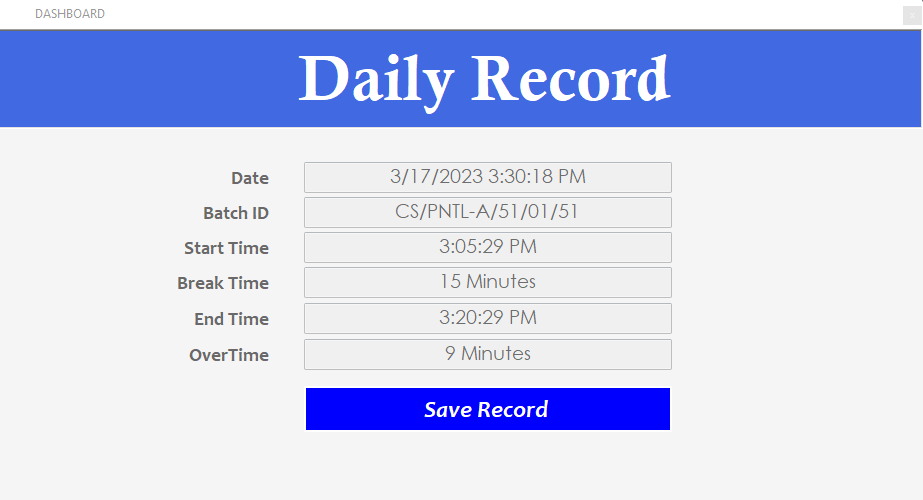 DASHBOARD
Daily Record
Date 3/17/2023 3:30:18 PM
Batch ID CS/PNTL-A/51/01/51
Start Time 3:05:29 PM
Break Time 15 Minutes
End Time 3:20:29 PM
OverTime 9 Minutes
Save Record